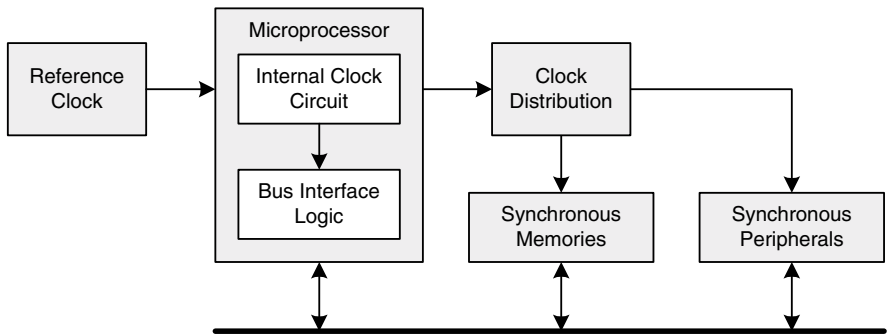 Microprocessor
Reference
Clock
Internal Clock
Circuit
Bus Interface
Logic
Clock
Distribution
Synchronous
Memories
Synchronous
Peripherals